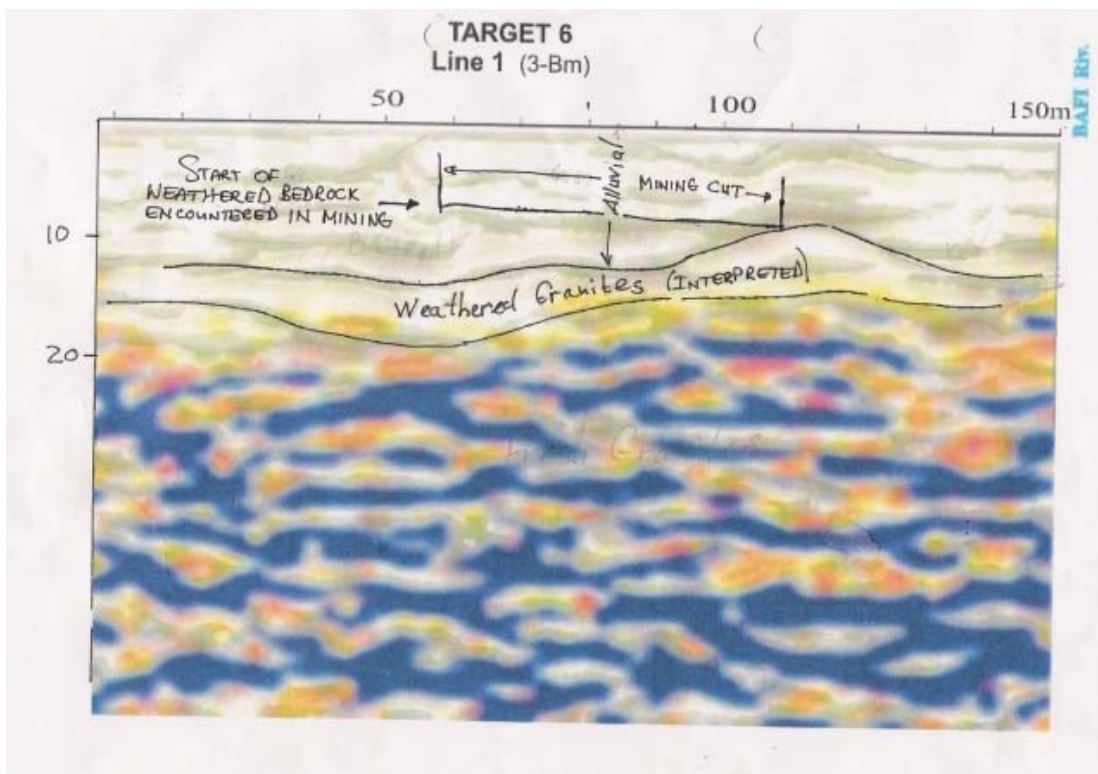 TARGET 6
Line 1 (3-Bm)
50
100
150m
BAFI Riv.
START OF
WEATHERED BEDROCK
ENCOUNTERED IN MINING
Alluvial
MINING CUT
10
Weathered Granites (INTERPRETED)
20